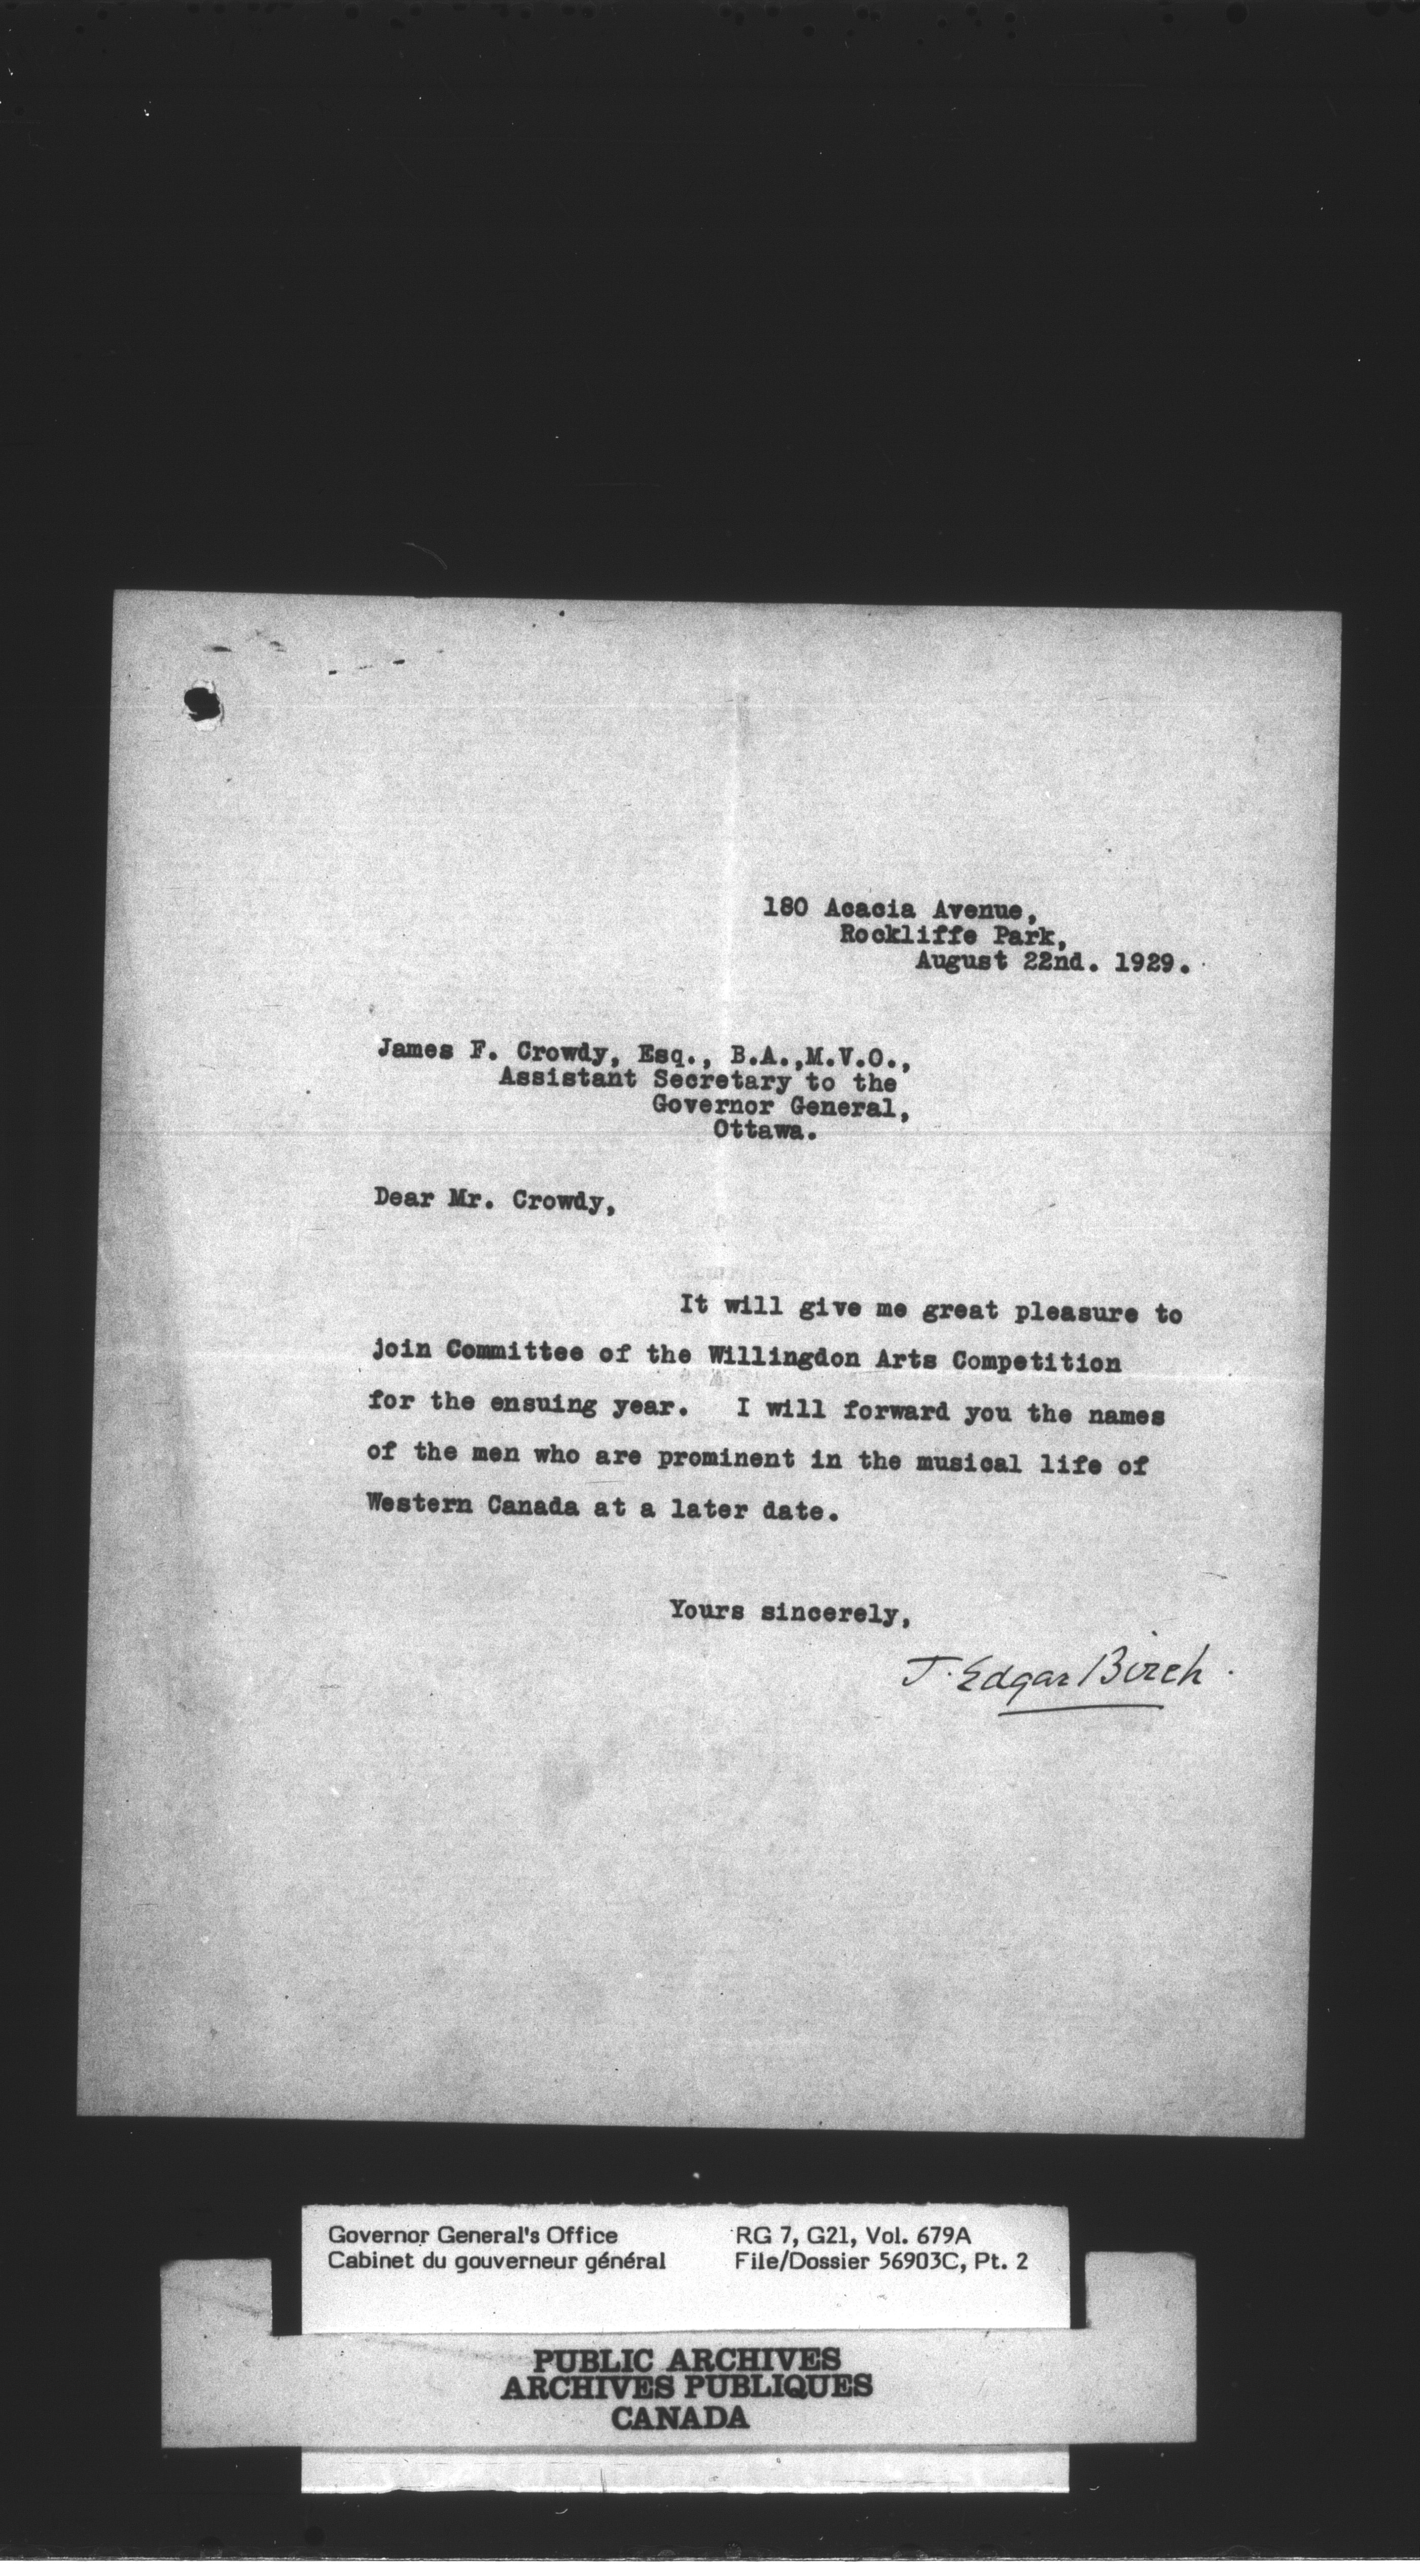 180 Acacia Avenue,
Rockliffe Park,
August 22nd. 1929.
James F. Crowdy, Esq., B.A.,M.V.O.,
Assistant Secretary to the
Governor General,
Ottawa.
Dear Mr. Crowdy,
It will give me great pleasure to
join Committee of the Willingdon Arts Competition
for the ensuing year. I will forward you the names
of the men who are prominent in the musical life of
Western Canada at a later date.
Yours sincerely,
J. Edgar Birch.
Governor General's Office RG 7, G21, Vol. 679A
Cabinet du gouverneur général File/Dossier 56903C, Pt. 2
PUBLIC ARCHIVES
ARCHIVES PUBLIQUES
CANADA